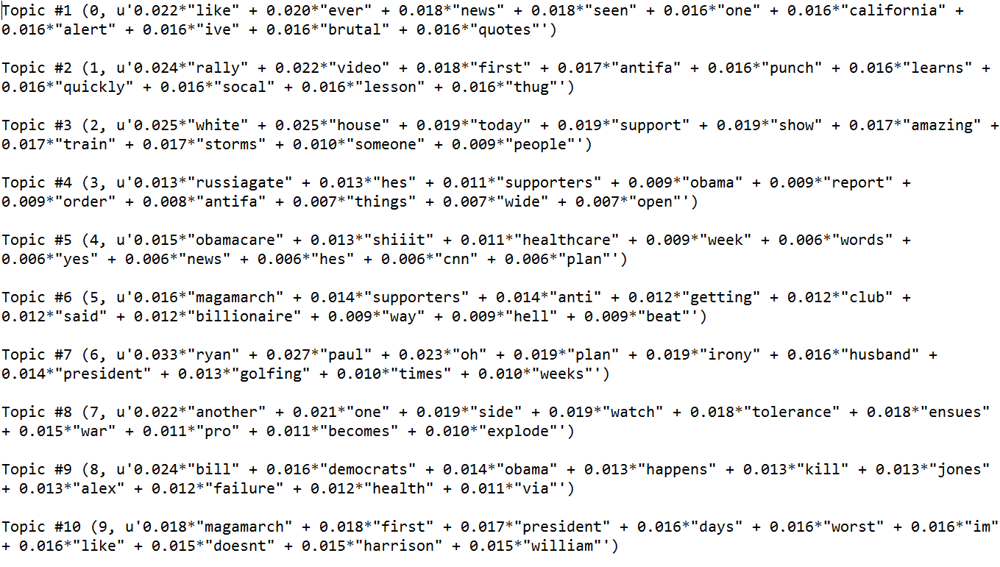 Topic #1 (0, u'0.022*"like" + 0.020*"ever" + 0.018*"news" + 0.018*"seen" + 0.016*"one" + 0.016*"california" +
0.016*"alert" + 0.016*"ive" + 0.016*"brutal" + 0.016*"quotes"')
Topic #2 (1, u'0.024*"rally" + 0.022*"video" + 0.018*"first" + 0.017*"antifa" + 0.016*"punch" + 0.016*"learns" +
0.016*"quickly" + 0.016*"socal" + 0.016*"lesson" + 0.016*"thug"')
Topic #3 (2, u'0.025*"white" + 0.025*"house" + 0.019*"today" + 0.019*"support" + 0.019*"show" + 0.017*"amazing" +
0.017*"train" + 0.017*"storms" + 0.010*"someone" + 0.009*"people"')
Topic #4 (3, u'0.013*"russiagate" + 0.013*"hes" + 0.011*"supporters" + 0.009*"obama" + 0.009*"report" +
0.009*"order" + 0.008*"antifa" + 0.007*"things" + 0.007*"wide" + 0.007*"open"')
Topic #5 (4, u'0.015*"obamacare" + 0.013*"shiiit" + 0.011*"healthcare" + 0.009*"week" + 0.006*"words" +
0.006*"yes" + 0.006*"news" + 0.006*"hes" + 0.006*"cnn" + 0.006*"plan"')
Topic #6 (5, u'0.016*"magamarch" + 0.014*"supporters" + 0.014*"anti" + 0.012*"getting" + 0.012*"club" +
0.012*"said" + 0.012*"billionaire" + 0.009*"way" + 0.009*"hell" + 0.009*"beat"')
Topic #7 (6, u'0.033*"ryan" + 0.027*"paul" + 0.023*"oh" + 0.019*"plan" + 0.019*"irony" + 0.016*"husband" +
0.014*"president" + 0.013*"golfing" + 0.010*"times" + 0.010*"weeks"')
Topic #8 (7, u'0.022*"another" + 0.021*"one" + 0.019*"side" + 0.019*"watch" + 0.018*"tolerance" + 0.018*"ensues"
+ 0.015*"war" + 0.011*"pro" + 0.011*"becomes" + 0.010*"explode"')
Topic #9 (8, u'0.024*"bill" + 0.016*"democrats" + 0.014*"obama" + 0.013*"happens" + 0.013*"kill" + 0.013*"jones"
+ 0.013*"alex" + 0.012*"failure" + 0.012*"health" + 0.011*"via"')
Topic #10 (9, u'0.018*"magamarch" + 0.018*"first" + 0.017*"president" + 0.016*"days" + 0.016*"worst" + 0.016*"im"
+ 0.016*"like" + 0.015*"doesnt" + 0.015*"harrison" + 0.015*"william"')